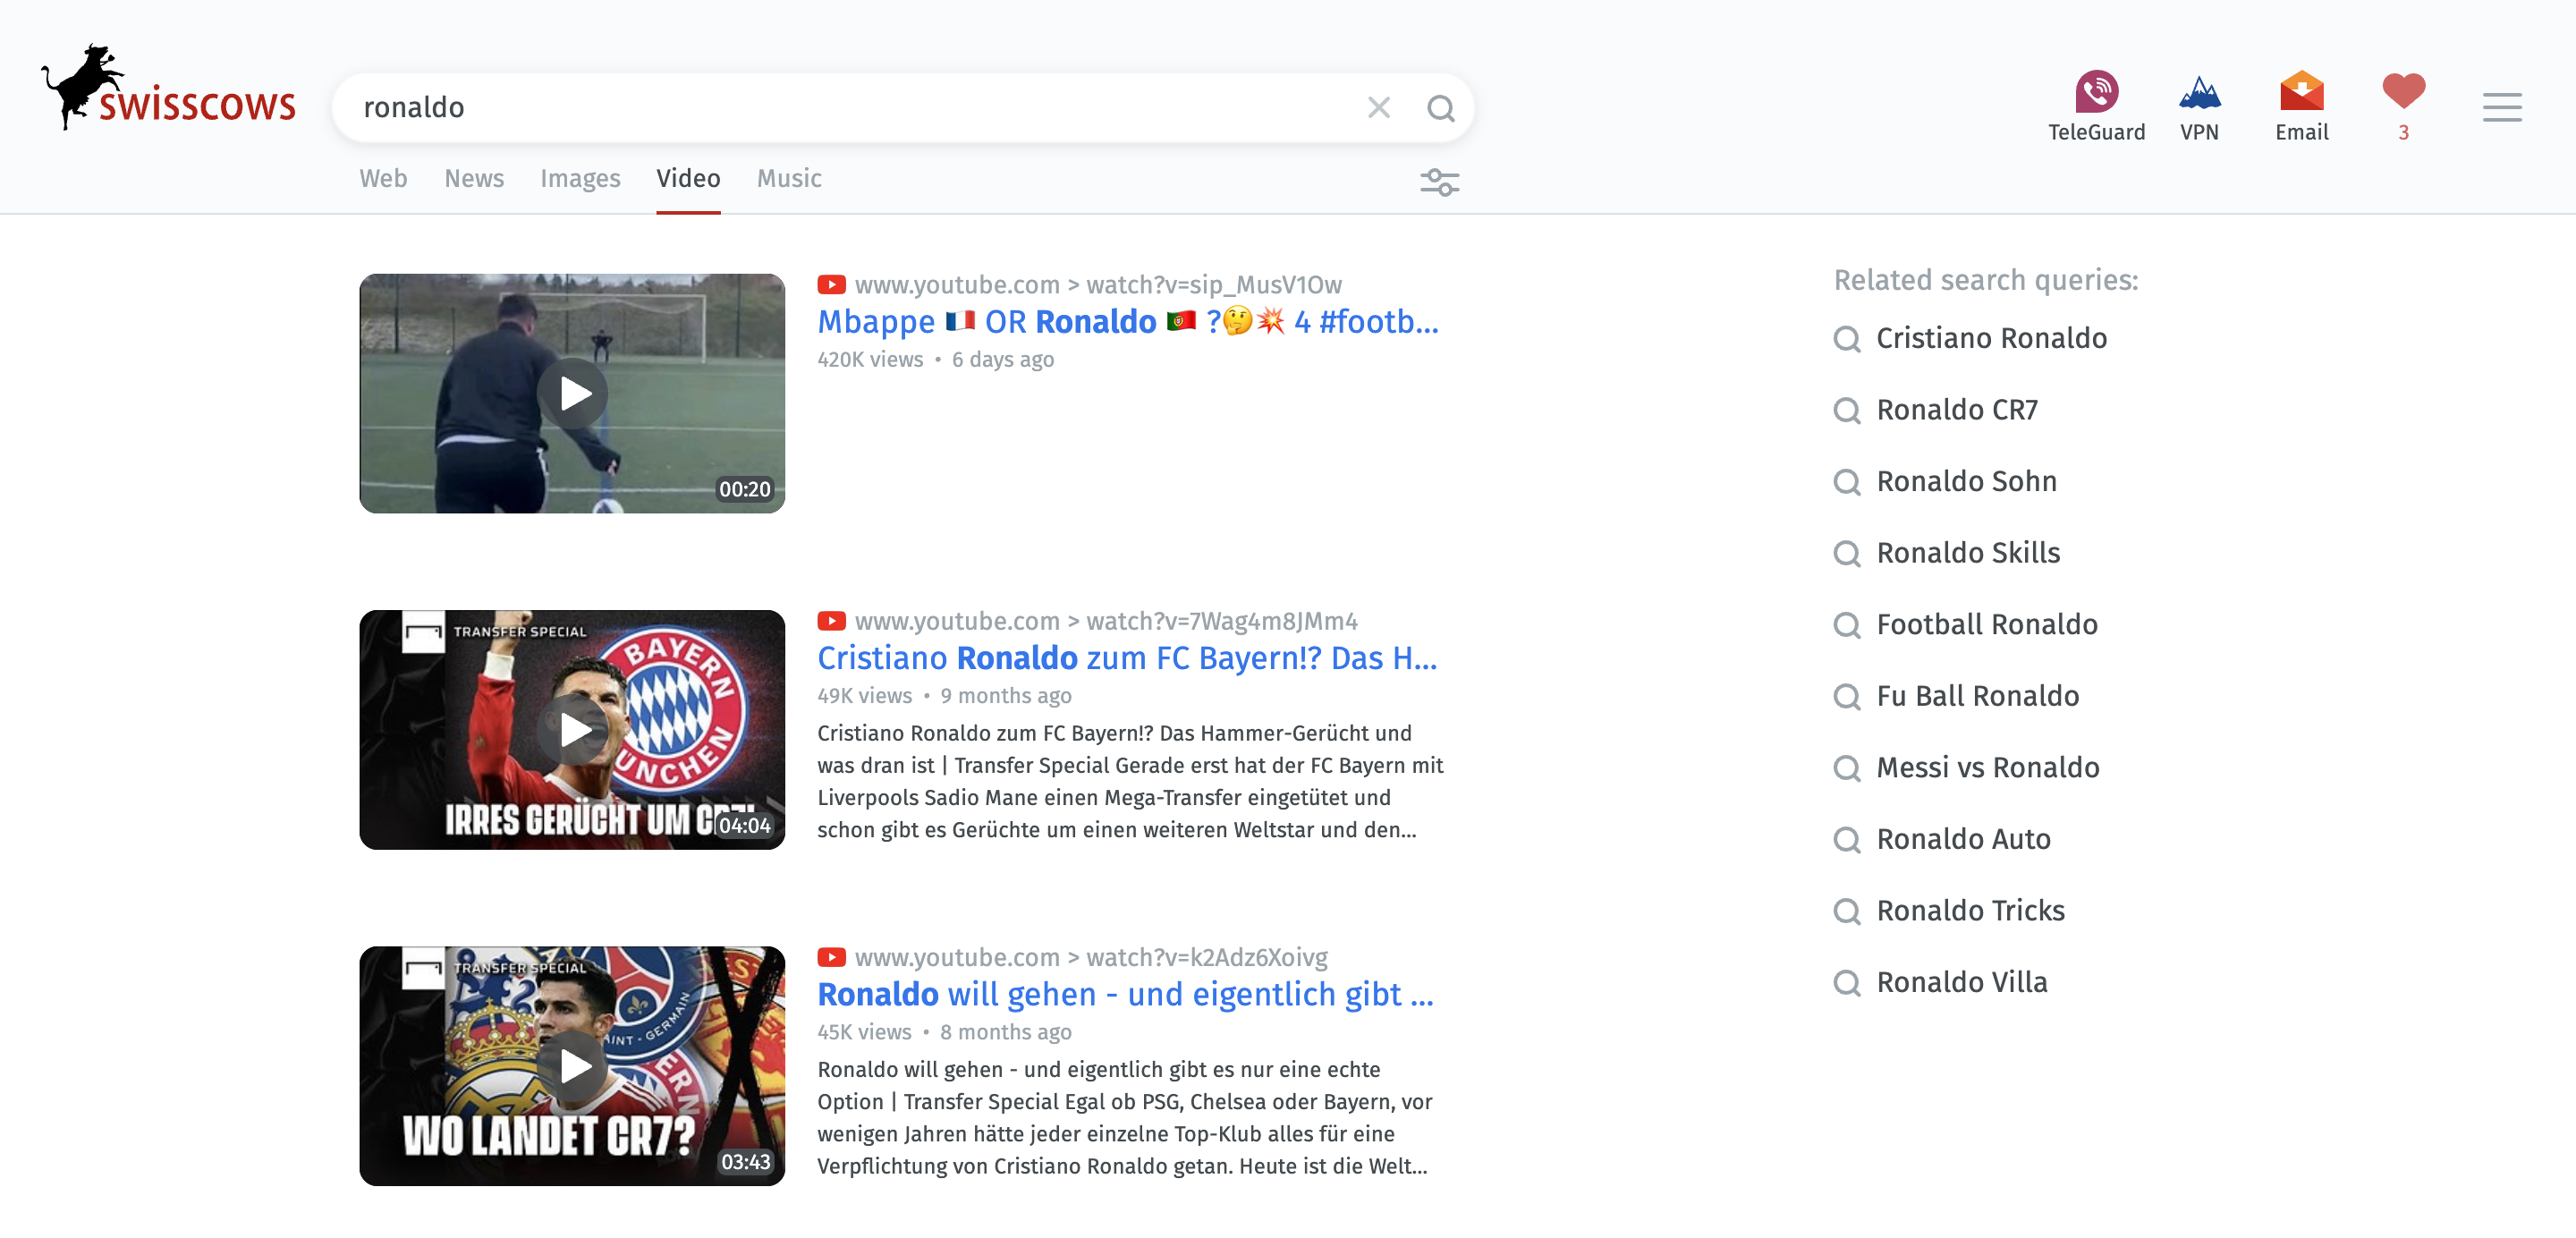 swisscows
ronaldo
TeleGuard
VPN
Email
3
Web
News
Images
Video
Music
00:20
www.youtube.com > watch?v=sip_MusV1Ow
Mbappe 🇫🇷 OR Ronaldo 🇵🇹 ?🤔💥 4 #footb...
420K views • 6 days ago
TRANSFER SPECIAL
BAYERN
IRRES GERÜCHT UM
04:04
www.youtube.com > watch?v=7Wag4m8JMm4
Cristiano Ronaldo zum FC Bayern!? Das H...
49K views • 9 months ago
Cristiano Ronaldo zum FC Bayern!? Das Hammer-Gerücht und
was dran ist | Transfer Special Gerade erst hat der FC Bayern mit
Liverpools Sadio Mane einen Mega-Transfer eingetütet und
schon gibt es Gerüchte um einen weiteren Weltstar und den...
TRANSFER SPECIAL
WO LANDET CR7?
03:43
www.youtube.com > watch?v=k2Adz6Xoivg
Ronaldo will gehen - und eigentlich gibt ...
45K views • 8 months ago
Ronaldo will gehen - und eigentlich gibt es nur eine echte
Option | Transfer Special Egal ob PSG, Chelsea oder Bayern, vor
wenigen Jahren hätte jeder einzelne Top-Klub alles für eine
Verpflichtung von Cristiano Ronaldo getan. Heute ist die Welt...
Related search queries:
Cristiano Ronaldo
Ronaldo CR7
Ronaldo Sohn
Ronaldo Skills
Football Ronaldo
Fu Ball Ronaldo
Messi vs Ronaldo
Ronaldo Auto
Ronaldo Tricks
Ronaldo Villa